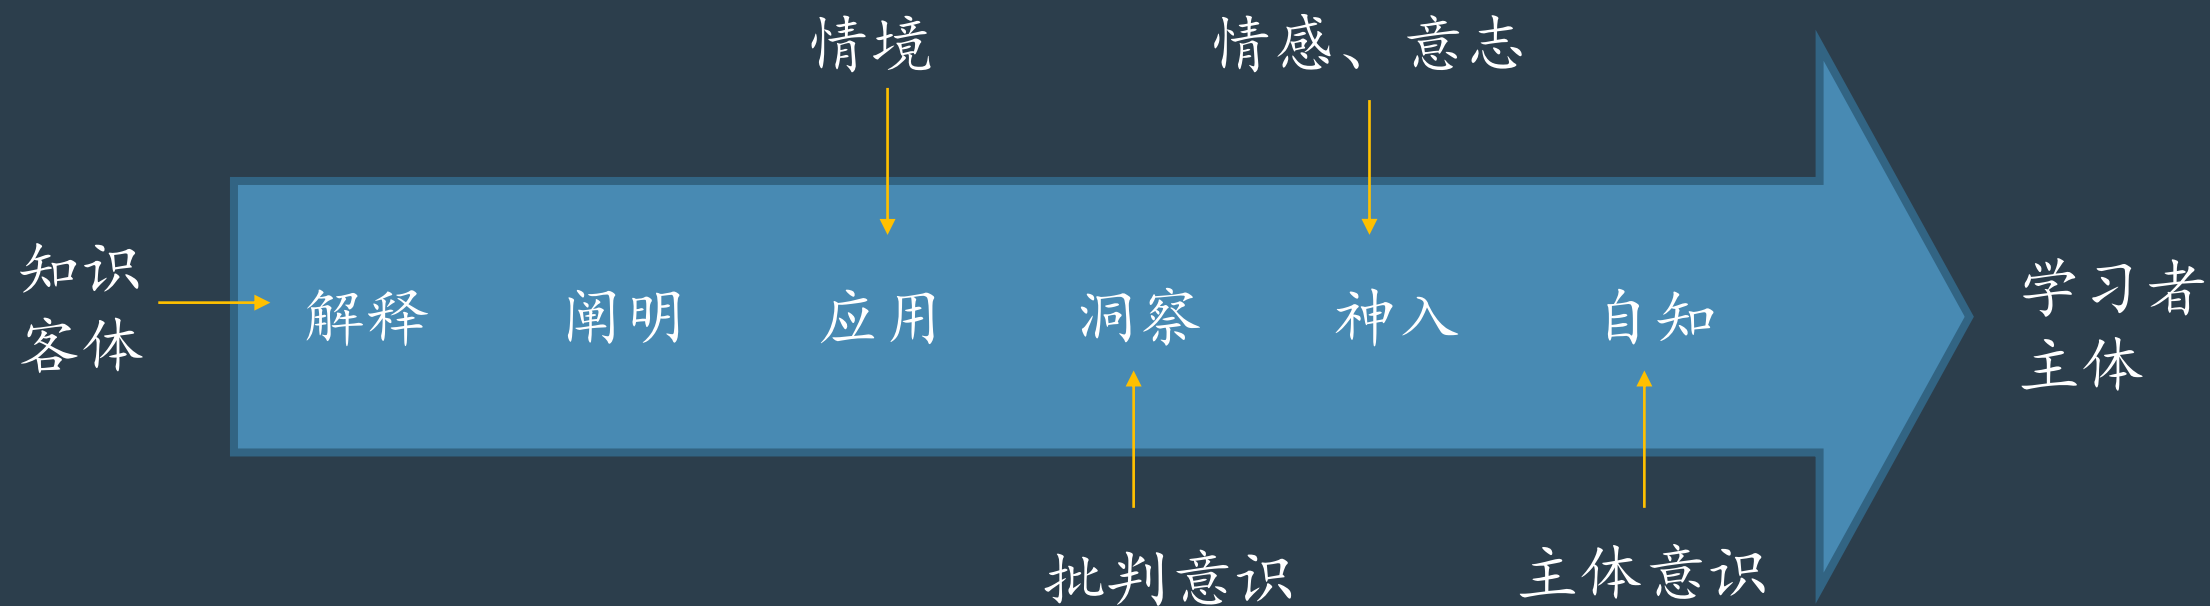 情境
情感、意志
知识
客体
解释
阐明
应用
洞察
神入
自知
学习者
主体
批判意识
主体意识